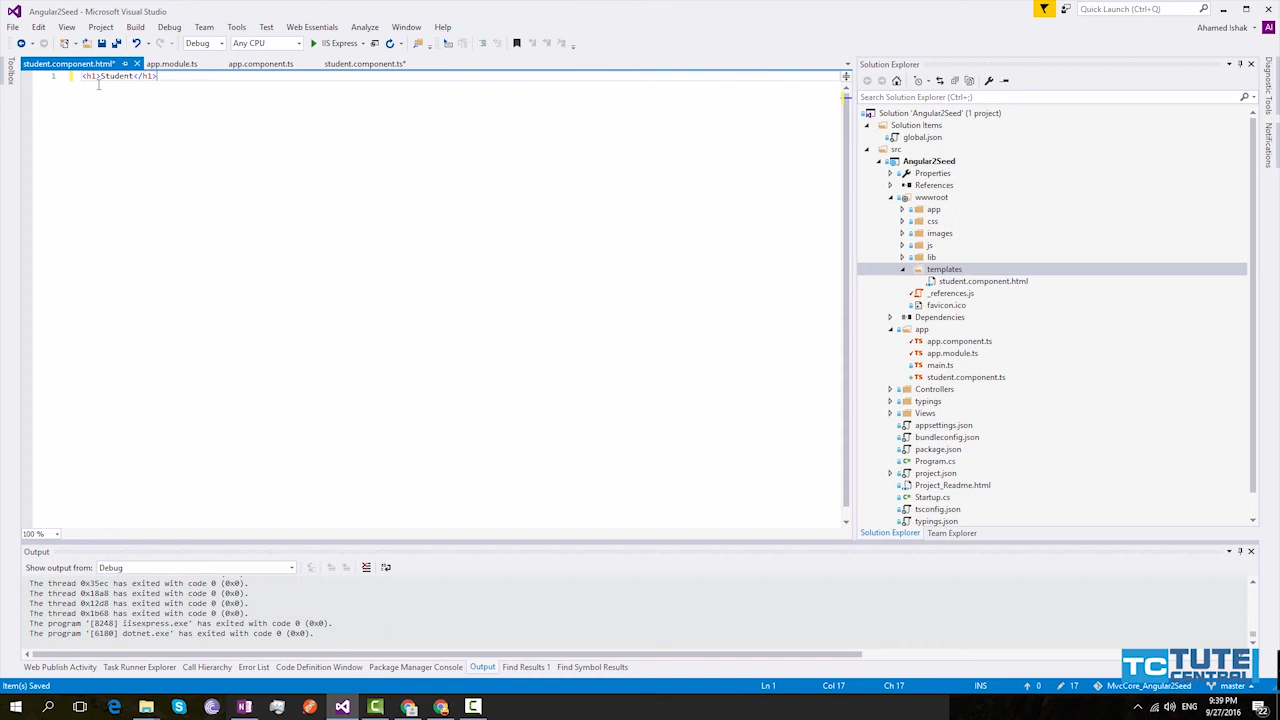 Angular2Seed - Microsoft Visual Studio
Quick Launch (Ctrl+Q)
File Edit View Project Build Debug Team Tools Test Web Essentials Analyze Window Help
Ahamed Ishak AI
Debug Any CPU IIS Express
student.component.html* app.module.ts app.component.ts student.component.ts*
Toolbox
1 <h1>Student</h1>
100 %
Solution Explorer
Search Solution Explorer (Ctrl+;)
Solution 'Angular2Seed' (1 project)
Solution Items
global.json
src
Angular2Seed
Properties
References
wwwroot
app
css
images
js
lib
templates
student.component.html
_references.js
favicon.ico
Dependencies
app
app.component.ts
app.module.ts
main.ts
student.component.ts
Controllers
typings
Views
appsettings.json
bundleconfig.json
package.json
Program.cs
project.json
Project_Readme.html
Startup.cs
tsconfig.json
typings.json
Solution Explorer Team Explorer
Diagnostic Tools
Notifications
Output
Show output from: Debug
The thread 0x35ec has exited with code 0 (0x0).
The thread 0x18a8 has exited with code 0 (0x0).
The thread 0x12d8 has exited with code 0 (0x0).
The thread 0x1b68 has exited with code 0 (0x0).
The program '[8248] iisexpress.exe' has exited with code 0 (0x0).
The program '[6180] dotnet.exe' has exited with code 0 (0x0).
Web Publish Activity Task Runner Explorer Call Hierarchy Error List Code Definition Window Package Manager Console Output Find Results 1 Find Symbol Results
TC TUTE CENTRAL
Item(s) Saved Ln 1 Col 17 Ch 17 INS 0 17 MvcCore_Angular2Seed master
9:39 PM
9/27/2016
22